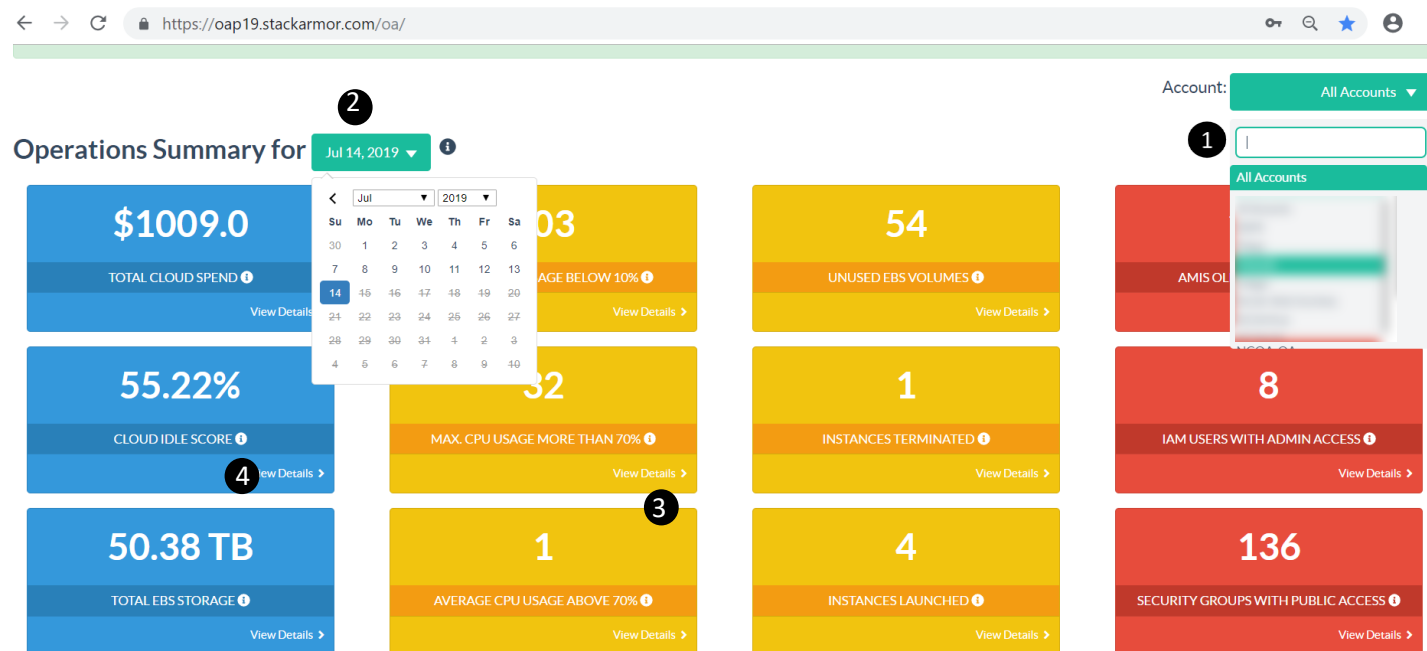 https://oap19.stackarmor.com/oa/
Account:
All Accounts
2
1
Operations Summary for
Jul 14, 2019
All Accounts
Jul 2019
Su Mo Tu We Th Fr Sa
30 1 2 3 4 5 6
7 8 9 10 11 12 13
14 15 16 17 18 19 20
21 22 23 24 25 26 27
28 29 30 31 1 2 3
4 5 6 7 8 9 10
$1009.0
TOTAL CLOUD SPEND
View Details
03
AGE BELOW 10%
View Details
54
UNUSED EBS VOLUMES
View Details
AMIS OL
55.22%
CLOUD IDLE SCORE
4
ew Details
32
MAX. CPU USAGE MORE THAN 70%
View Details
3
1
INSTANCES TERMINATED
View Details
8
IAM USERS WITH ADMIN ACCESS
View Details
50.38 TB
TOTAL EBS STORAGE
View Details
1
AVERAGE CPU USAGE ABOVE 70%
View Details
4
INSTANCES LAUNCHED
View Details
136
SECURITY GROUPS WITH PUBLIC ACCESS
View Details